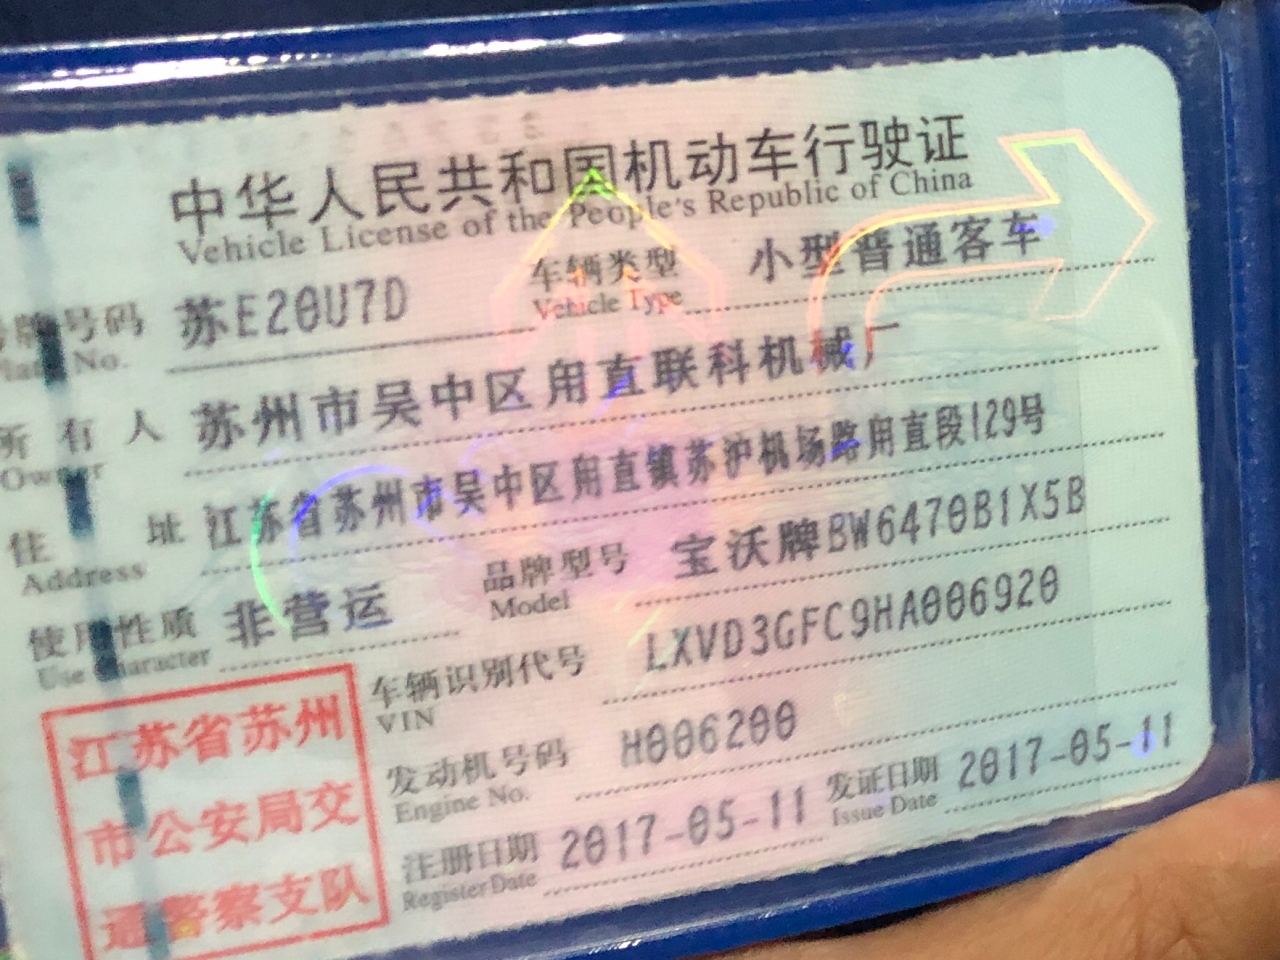 中华人民共和国机动车行驶证
Vehicle License of the People's Republic of China
号牌号码 苏E20U7D 车辆类型 小型普通客车
Plate No. Vehicle Type
所有人 苏州市吴中区甪直联科机械厂
Owner
住址 江苏省苏州市吴中区甪直镇苏沪机场路甪直段129号
Address
使用性质 非营运 品牌型号 宝沃牌BW6470B1X5B
Use Character Model
车辆识别代号 LXVD3GFC9HA006920
VIN
发动机号码 H006200
Engine No.
注册日期 2017-05-11 发证日期 2017-05-11
Register Date Issue Date
江苏省苏州
市公安局交
通警察支队